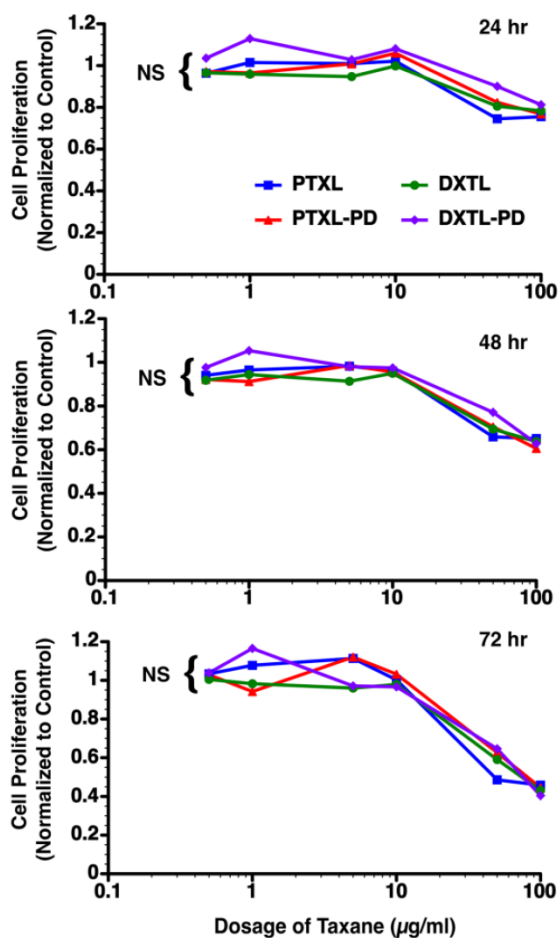 24 hr
Cell Proliferation
(Normalized to Control)
1.2
1
0.8
0.6
0.4
0.2
0
NS {
PTXL
DXTL
PTXL-PD
DXTL-PD
0.1 1 10 100
48 hr
Cell Proliferation
(Normalized to Control)
1.2
1
0.8
0.6
0.4
0.2
0
NS {
0.1 1 10 100
72 hr
Cell Proliferation
(Normalized to Control)
1.2
1
0.8
0.6
0.4
0.2
0
NS {
0.1 1 10 100
Dosage of Taxane (µg/ml)